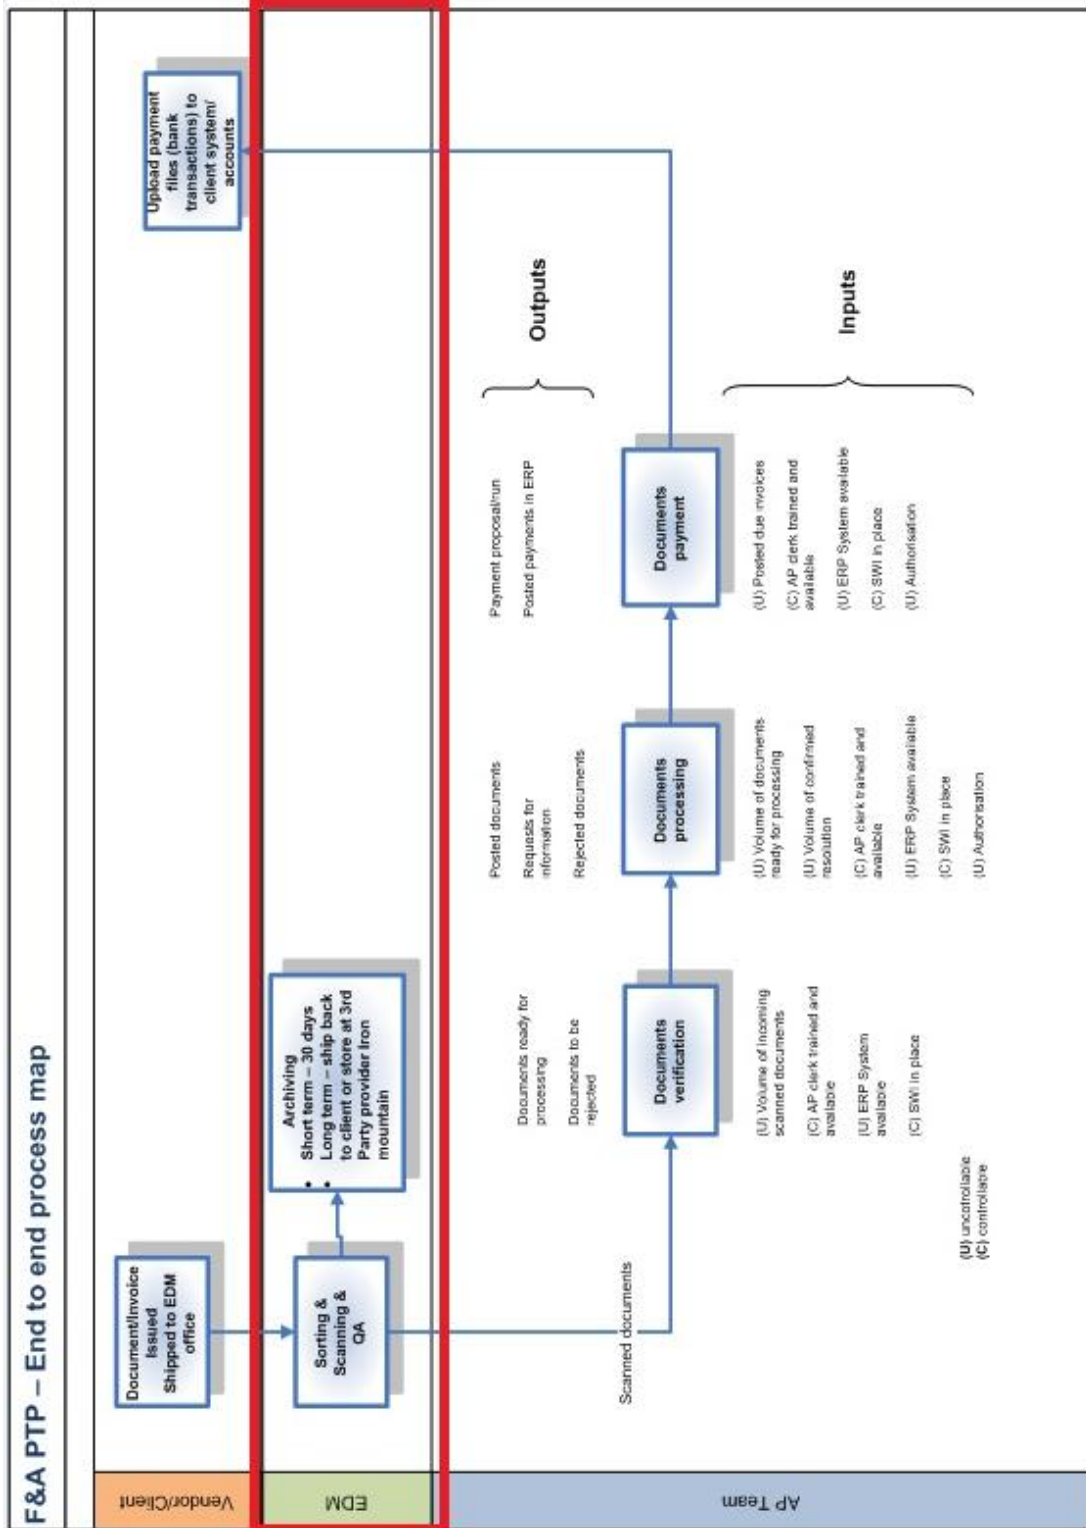 F&A PTP – End to end process map
Vendor/Client
Document/Invoice
Issued
Shipped to EDM
office
Upload payment
files (bank
transactions) to
client system/
accounts
EDM
Sorting &
Scanning &
QA
Archiving
• Short term – 30 days
• Long term – ship back
to client or store at 3rd
Party provider Iron
mountain
AP Team
Scanned documents
Documents ready for
processing
Documents to be
rejected
Posted documents
Requests for
information
Rejected documents
Payment proposal/run
Posted payments in ERP
Outputs
Documents
verification
Documents
processing
Documents
payment
(U) Volume of incoming
scanned documents
(C) AP clerk trained and
available
(U) ERP System
available
(C) SWI in place
(U) Volume of documents
ready for processing
(U) Volume of confirmed
resolution
(C) AP clerk trained and
available
(U) ERP System available
(C) SWI in place
(U) Authorisation
(U) Posted due invoices
(C) AP clerk trained and
available
(U) ERP System available
(C) SWI in place
(U) Authorisation
Inputs
(U) uncotrollable
(C) controllable